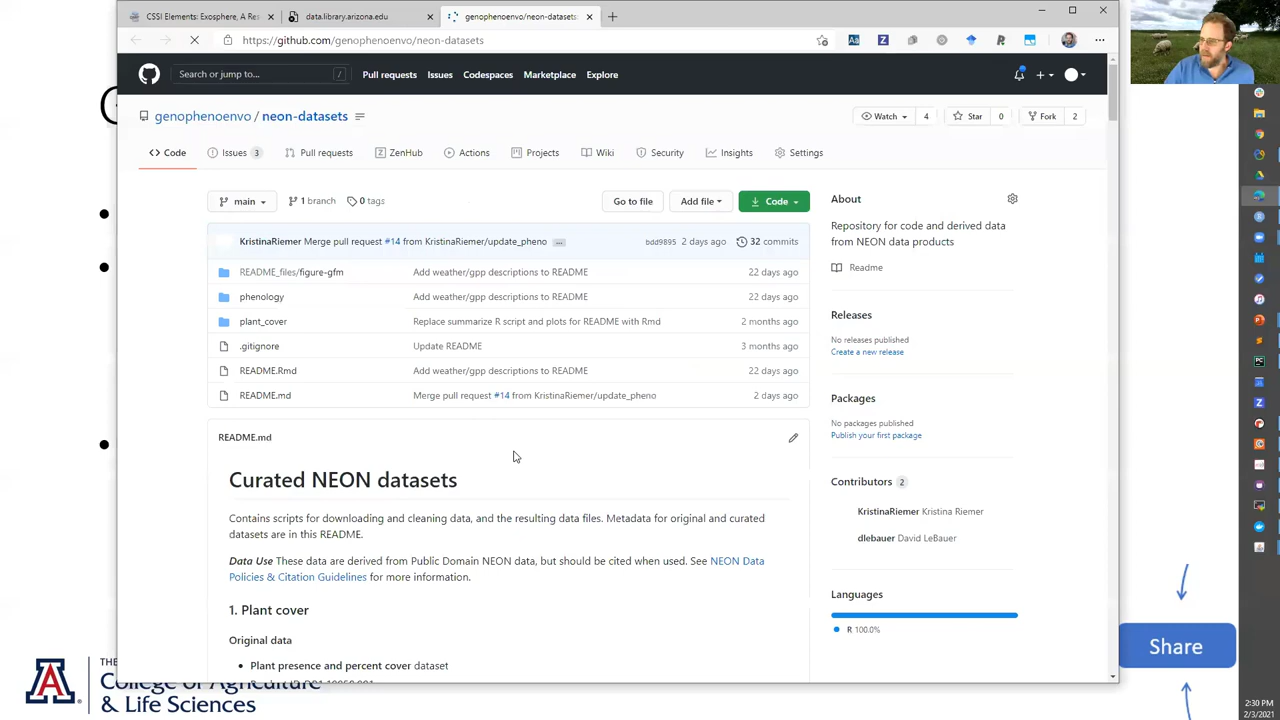 CSSI Elements: Exosphere, A Res
data.library.arizona.edu
genophenoenvo/neon-datasets:
https://github.com/genophenoenvo/neon-datasets
Search or jump to...
/
Pull requests
Issues
Codespaces
Marketplace
Explore
genophenoenvo / neon-datasets
Watch
4
Star
0
Fork
2
Code
Issues 3
Pull requests
ZenHub
Actions
Projects
Wiki
Security
Insights
Settings
main
1 branch
0 tags
Go to file
Add file
Code
KristinaRiemer Merge pull request #14 from KristinaRiemer/update_pheno ...
bdd9895 2 days ago
32 commits
README_files/figure-gfm
Add weather/gpp descriptions to README
22 days ago
phenology
Add weather/gpp descriptions to README
22 days ago
plant_cover
Replace summarize R script and plots for README with Rmd
2 months ago
.gitignore
Update README
3 months ago
README.Rmd
Add weather/gpp descriptions to README
22 days ago
README.md
Merge pull request #14 from KristinaRiemer/update_pheno
2 days ago
README.md
Curated NEON datasets
Contains scripts for downloading and cleaning data, and the resulting data files. Metadata for original and curated
datasets are in this README.
Data Use These data are derived from Public Domain NEON data, but should be cited when used. See NEON Data
Policies & Citation Guidelines for more information.
1. Plant cover
Original data
Plant presence and percent cover dataset
About
Repository for code and derived data
from NEON data products
Readme
Releases
No releases published
Create a new release
Packages
No packages published
Publish your first package
Contributors 2
KristinaRiemer Kristina Riemer
dlebauer David LeBauer
Languages
R 100.0%
Share
A
College of Agriculture
& Life Sciences
2:30 PM
2/3/2021